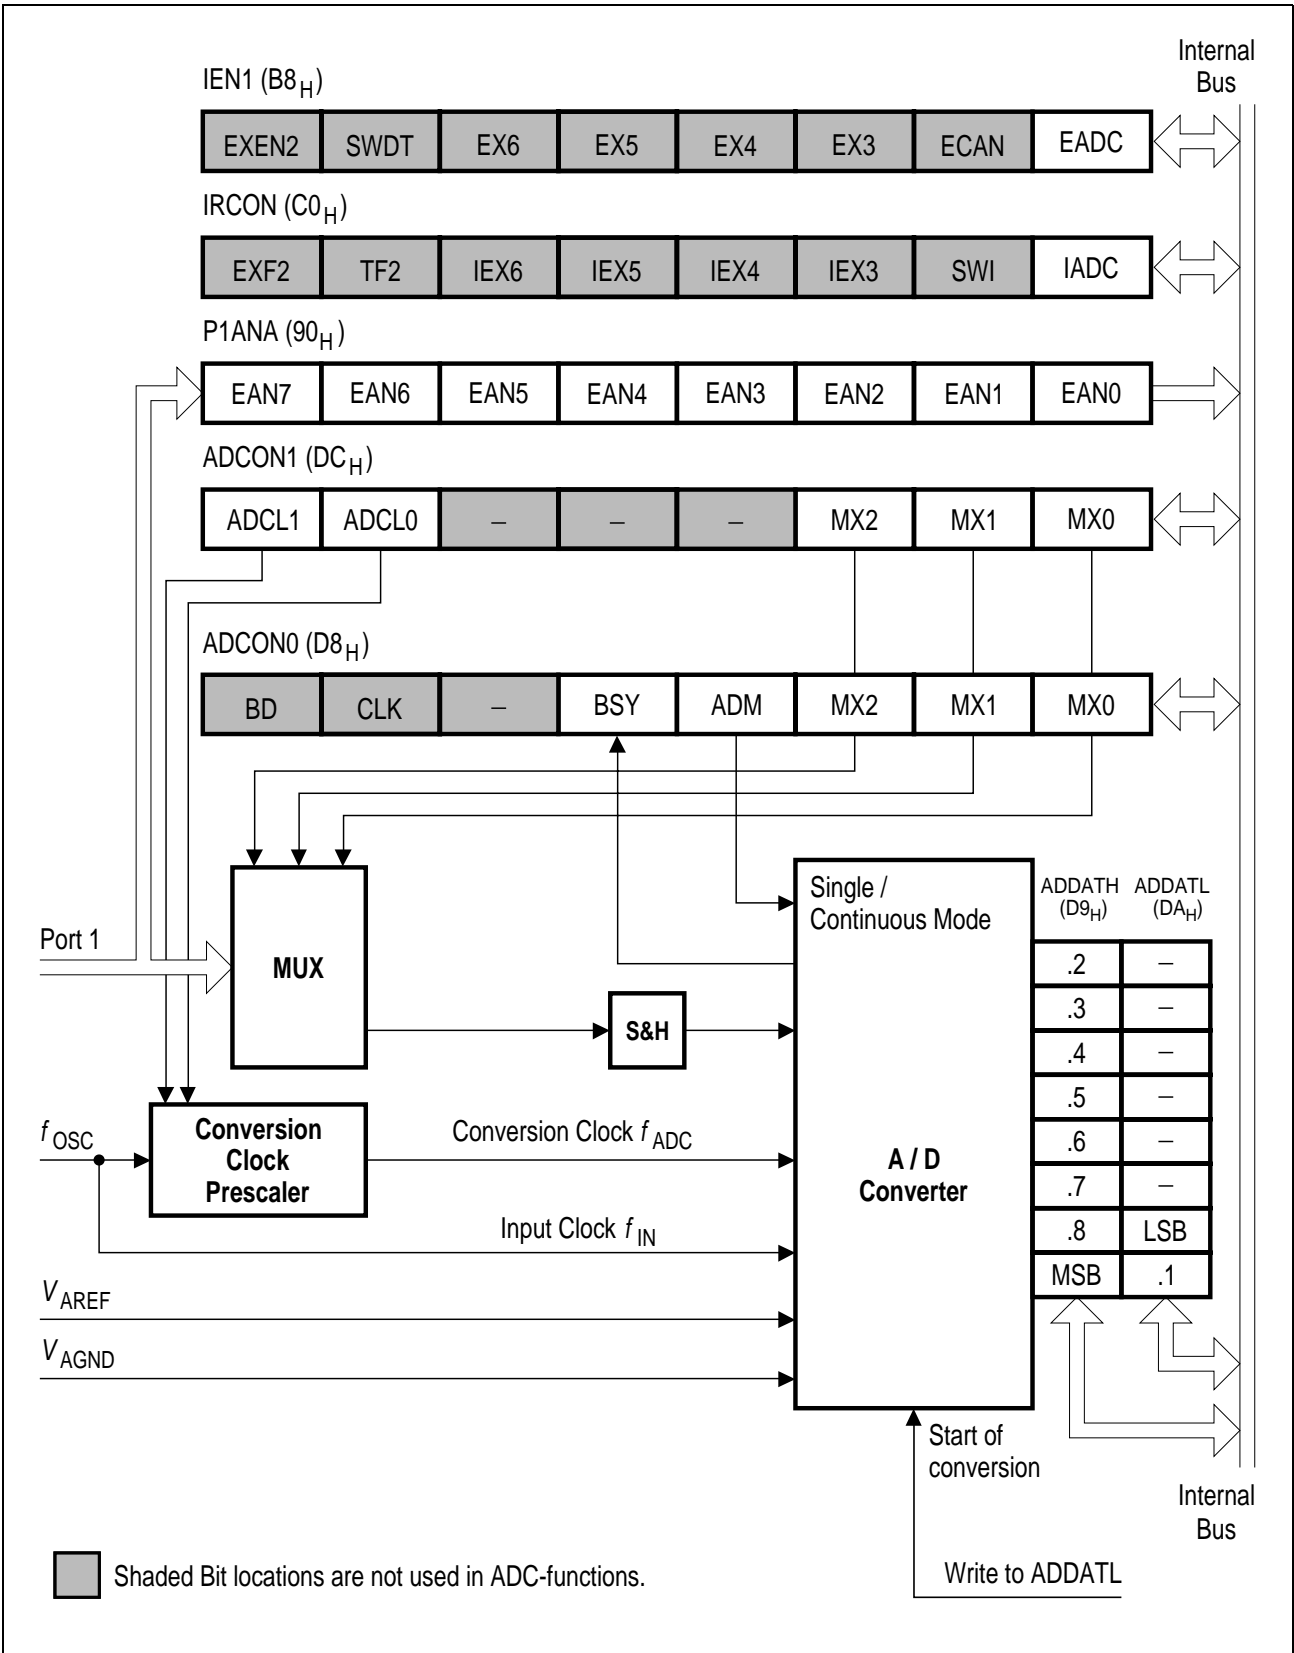 Internal
Bus
IEN1 (B8H)
EXEN2 SWDT EX6 EX5 EX4 EX3 ECAN EADC
IRCON (C0H)
EXF2 TF2 IEX6 IEX5 IEX4 IEX3 SWI IADC
P1ANA (90H)
EAN7 EAN6 EAN5 EAN4 EAN3 EAN2 EAN1 EAN0
ADCON1 (DCH)
ADCL1 ADCL0 – – – MX2 MX1 MX0
ADCON0 (D8H)
BD CLK – BSY ADM MX2 MX1 MX0
Single /
Continuous Mode
ADDATH ADDATL
(D9H) (DAH)
Port 1
MUX
S&H
.2 –
.3 –
.4 –
.5 –
.6 –
.7 –
.8 LSB
MSB .1
fOSC
Conversion
Clock
Prescaler
Conversion Clock fADC
A / D
Converter
Input Clock fIN
VAREF
VAGND
Start of
conversion
Internal
Bus
Write to ADDATL
Shaded Bit locations are not used in ADC-functions.